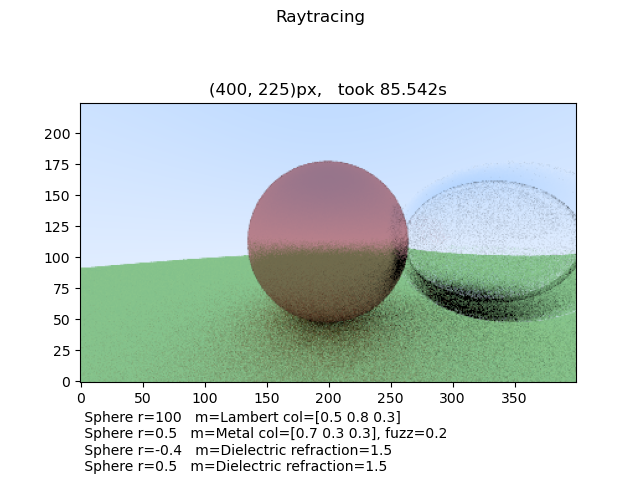 Raytracing
(400, 225)px,   took 85.542s
200
175
150
125
100
75
50
25
0
0 50 100 150 200 250 300 350
Sphere r=100   m=Lambert col=[0.5 0.8 0.3]
Sphere r=0.5   m=Metal col=[0.7 0.3 0.3], fuzz=0.2
Sphere r=-0.4   m=Dielectric refraction=1.5
Sphere r=0.5   m=Dielectric refraction=1.5